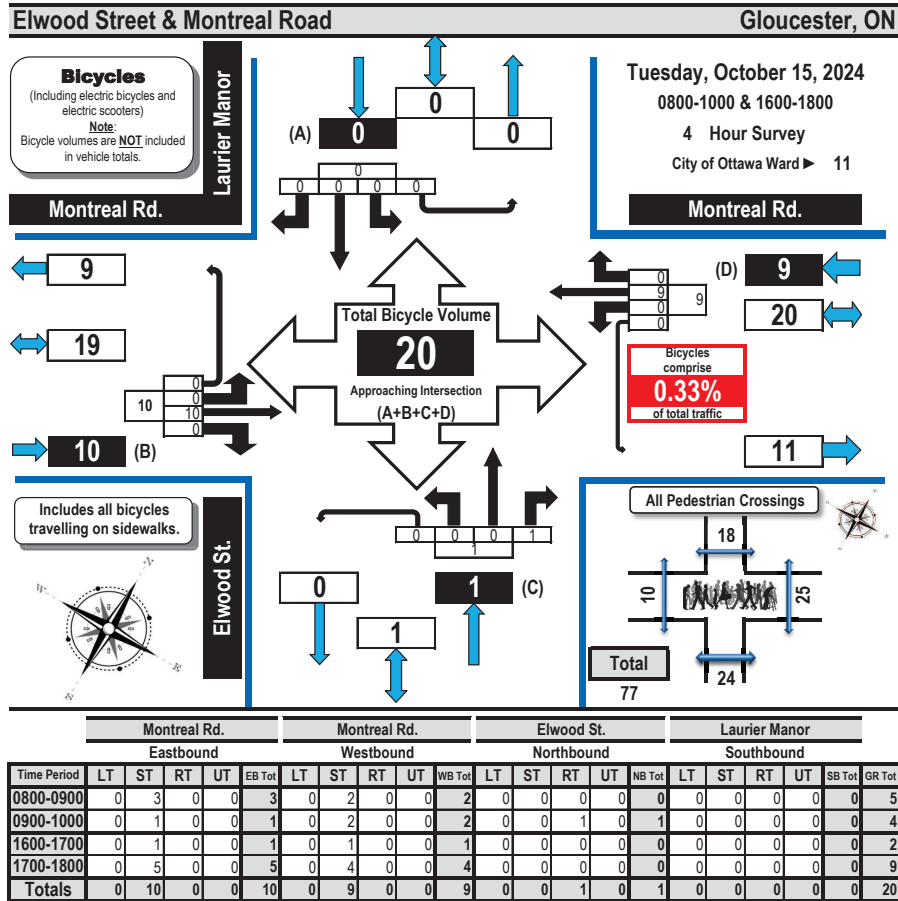 Elwood Street & Montreal Road Gloucester, ON
Bicycles
(Including electric bicycles and
electric scooters)
Note:
Bicycle volumes are NOT included
in vehicle totals.
Laurier Manor
Montreal Rd.
(A) 0
0
0
0
0 0 0 0
Tuesday, October 15, 2024
0800-1000 & 1600-1800
4 Hour Survey
City of Ottawa Ward ► 11
Montreal Rd.
9
19
10
0
0
10
0
10 (B)
Total Bicycle Volume
20
Approaching Intersection
(A+B+C+D)
0
9
0
0
9
(D) 9
20
Bicycles
comprise
0.33%
of total traffic
11
Includes all bicycles
travelling on sidewalks.
N
E
S
W
Elwood St.
0 0 0 1
1
0
1
1 (C)
All Pedestrian Crossings
18
10
25
24
Total
77
Montreal Rd. Montreal Rd. Elwood St. Laurier Manor
Eastbound Westbound Northbound Southbound
Time Period LT ST RT UT EB Tot LT ST RT UT WB Tot LT ST RT UT NB Tot LT ST RT UT SB Tot GR Tot
0800-0900 0 3 0 0 3 0 2 0 0 2 0 0 0 0 0 0 0 0 0 0 5
0900-1000 0 1 0 0 1 0 2 0 0 2 0 0 1 0 1 0 0 0 0 0 4
1600-1700 0 1 0 0 1 0 1 0 0 1 0 0 0 0 0 0 0 0 0 0 2
1700-1800 0 5 0 0 5 0 4 0 0 4 0 0 0 0 0 0 0 0 0 0 9
Totals 0 10 0 0 10 0 9 0 0 9 0 0 1 0 1 0 0 0 0 0 20